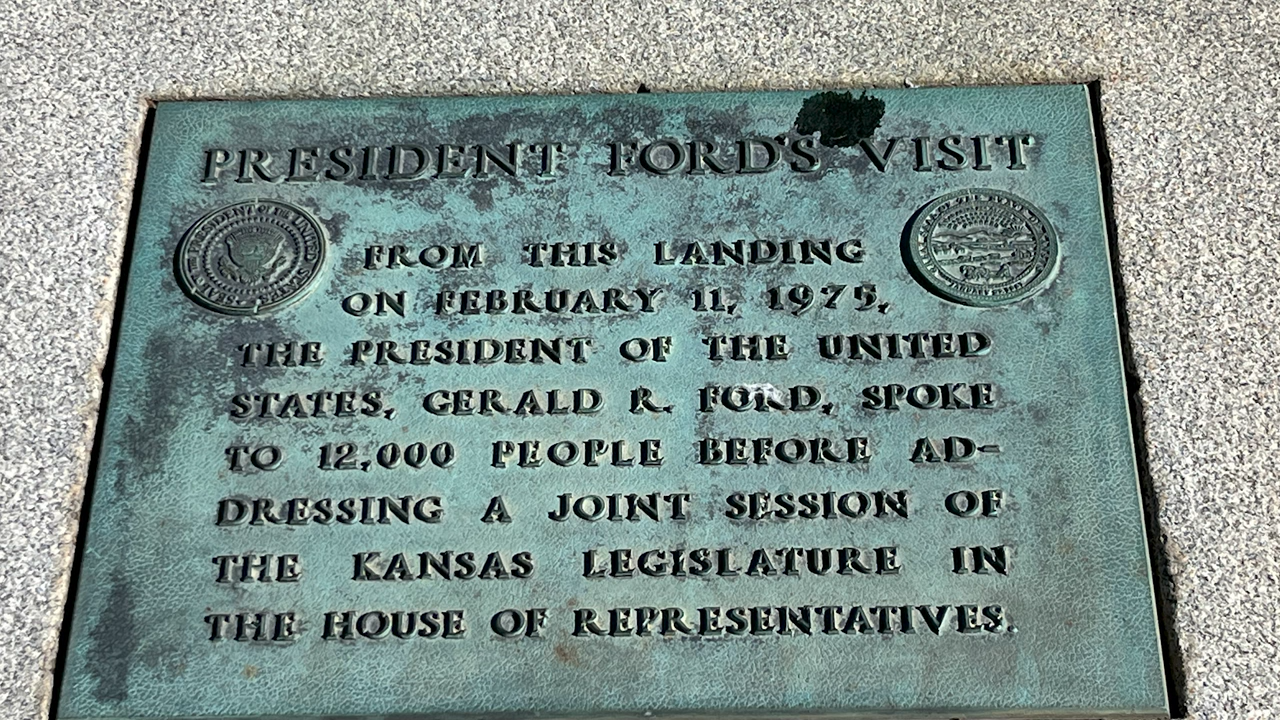 PRESIDENT FORD'S VISIT
FROM THIS LANDING
ON FEBRUARY 11, 1975,
THE PRESIDENT OF THE UNITED
STATES, GERALD R. FORD, SPOKE
TO 12,000 PEOPLE BEFORE AD-
DRESSING A JOINT SESSION OF
THE KANSAS LEGISLATURE IN
THE HOUSE OF REPRESENTATIVES.